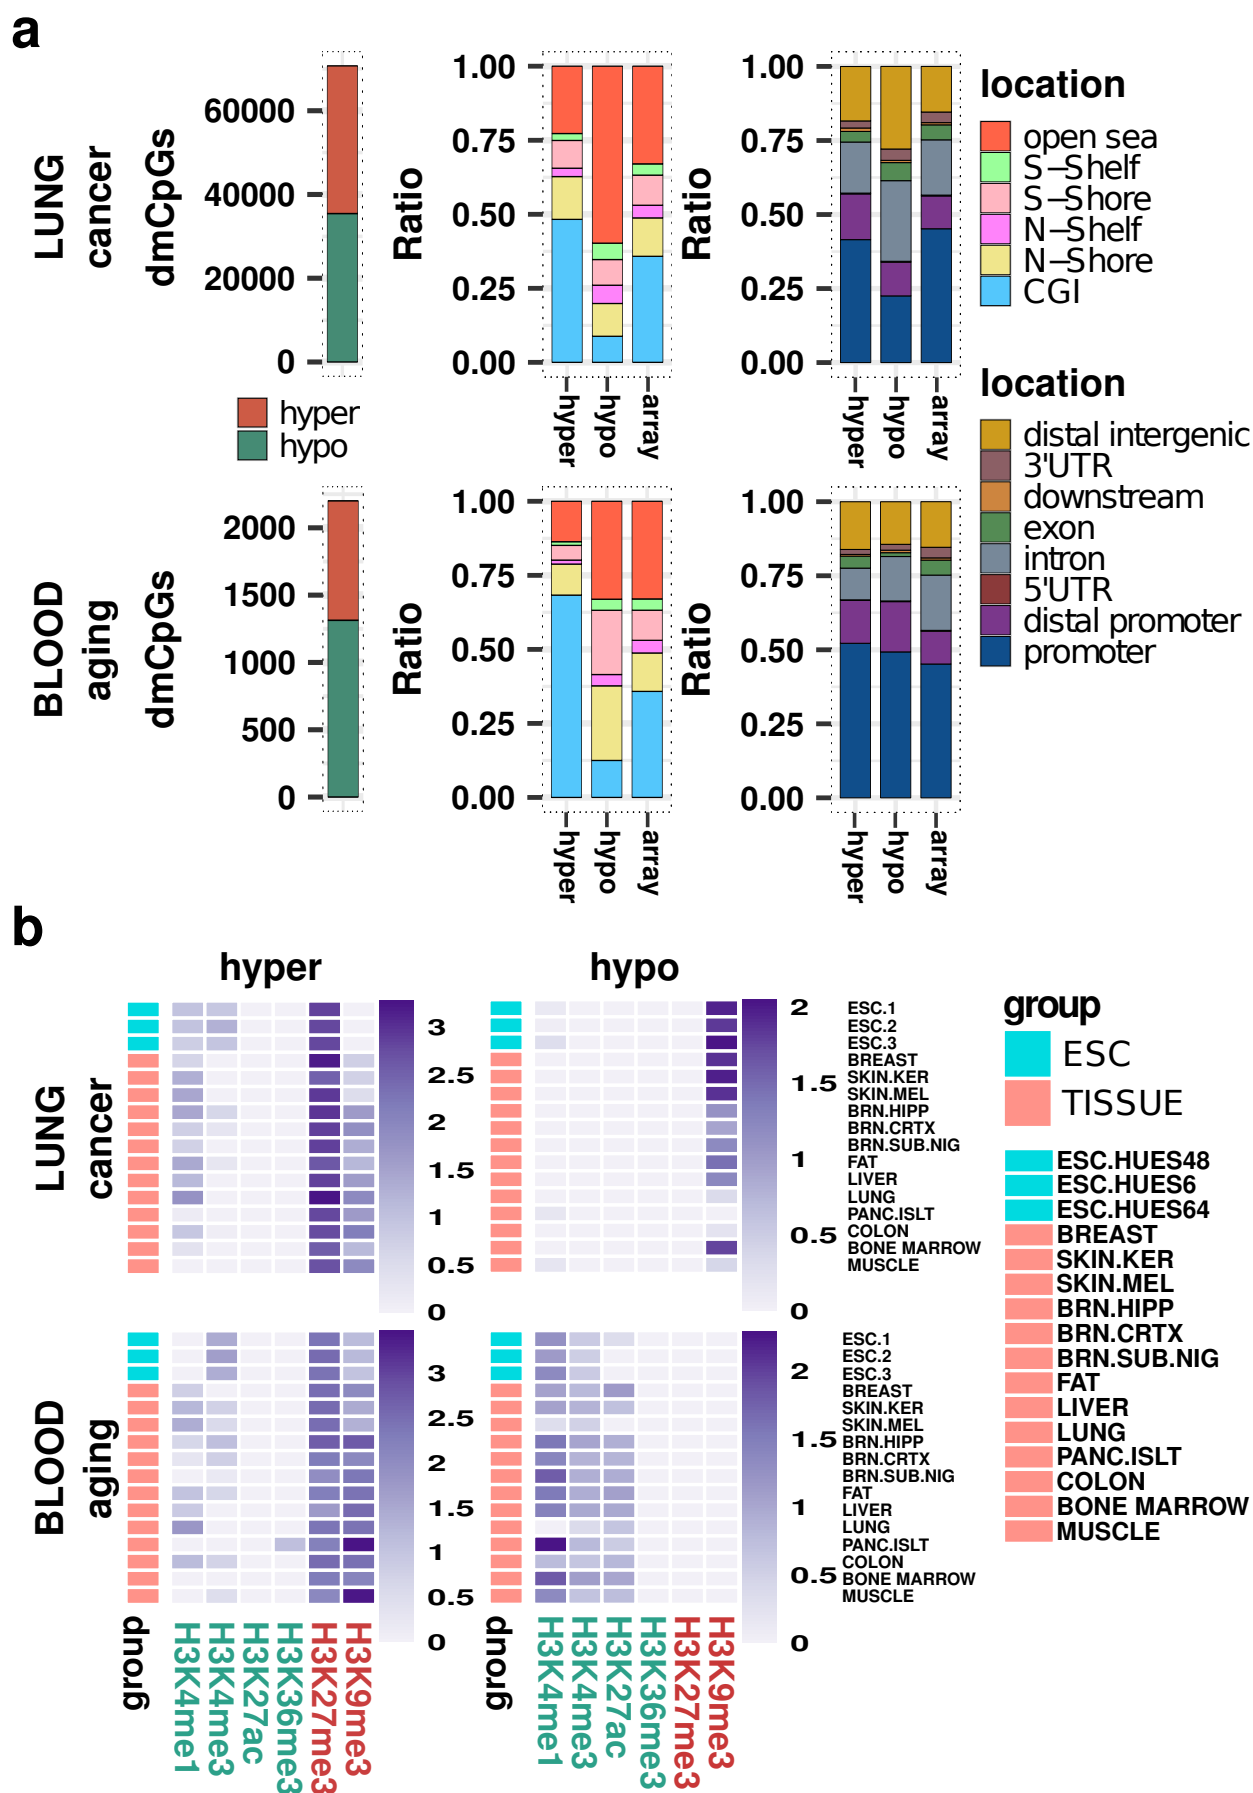 a
LUNG
cancer
dmCpGs
60000
40000
20000
0
hyper
hypo
Ratio
1.00
0.75
0.50
0.25
0.00
hyper
hypo
array
Ratio
1.00
0.75
0.50
0.25
0.00
hyper
hypo
array
location
open sea
S-Shelf
S-Shore
N-Shelf
N-Shore
CGI
location
distal intergenic
3'UTR
downstream
exon
intron
5'UTR
distal promoter
promoter
BLOOD
aging
dmCpGs
2000
1500
1000
500
0
Ratio
1.00
0.75
0.50
0.25
0.00
hyper
hypo
array
Ratio
1.00
0.75
0.50
0.25
0.00
hyper
hypo
array
b
hyper
hypo
LUNG
cancer
3
2.5
2
1.5
1
0.5
0
2
1.5
1
0.5
0
ESC.1
ESC.2
ESC.3
BREAST
SKIN.KER
SKIN.MEL
BRN.HIPP
BRN.CRTX
BRN.SUB.NIG
FAT
LIVER
LUNG
PANC.ISLT
COLON
BONE MARROW
MUSCLE
group
ESC
TISSUE
ESC.HUES48
ESC.HUES6
ESC.HUES64
BREAST
SKIN.KER
SKIN.MEL
BRN.HIPP
BRN.CRTX
BRN.SUB.NIG
FAT
LIVER
LUNG
PANC.ISLT
COLON
BONE MARROW
MUSCLE
BLOOD
aging
3
2.5
2
1.5
1
0.5
0
2
1.5
1
0.5
0
ESC.1
ESC.2
ESC.3
BREAST
SKIN.KER
SKIN.MEL
BRN.HIPP
BRN.CRTX
BRN.SUB.NIG
FAT
LIVER
LUNG
PANC.ISLT
COLON
BONE MARROW
MUSCLE
group
H3K4me1
H3K4me3
H3K27ac
H3K36me3
H3K27me3
H3K9me3
group
H3K4me1
H3K4me3
H3K27ac
H3K36me3
H3K27me3
H3K9me3